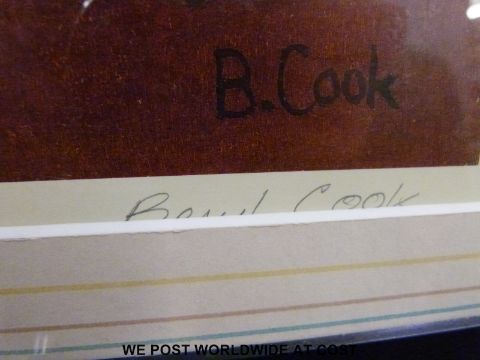 B. Cook
Beryl Cook
WE POST WORLDWIDE AT COST